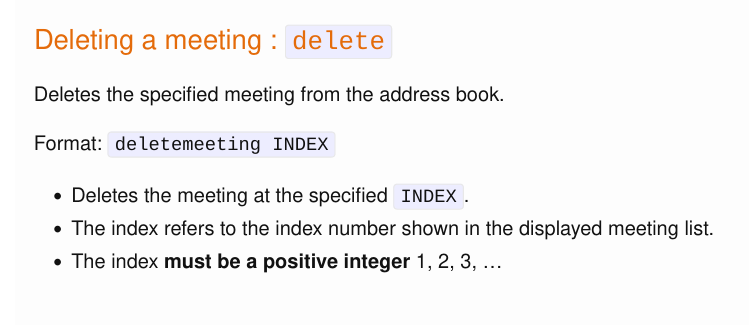 Deleting a meeting : delete
Deletes the specified meeting from the address book.
Format: deletemeeting INDEX
• Deletes the meeting at the specified INDEX.
• The index refers to the index number shown in the displayed meeting list.
• The index must be a positive integer 1, 2, 3, …